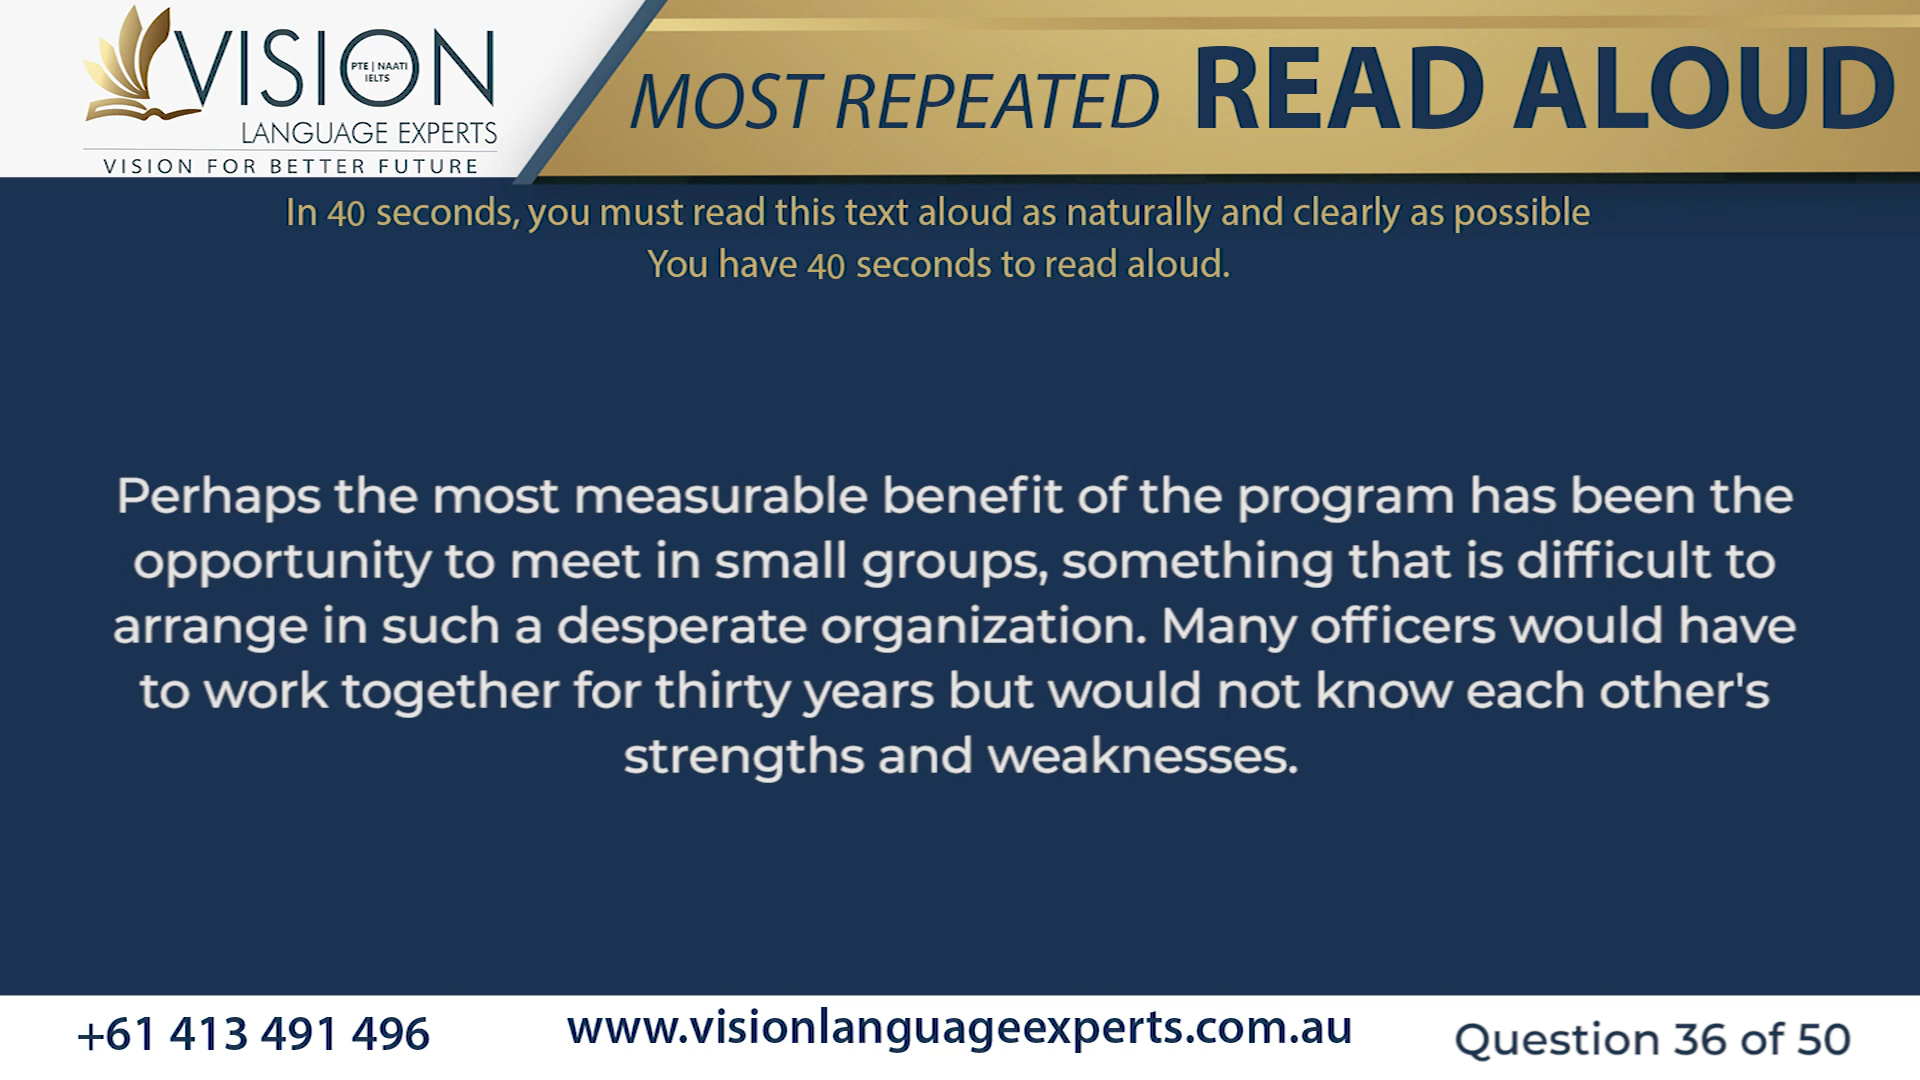 VISION
PTE | NAATI
IELTS
LANGUAGE EXPERTS
VISION FOR BETTER FUTURE
MOST REPEATED READ ALOUD
In 40 seconds, you must read this text aloud as naturally and clearly as possible
You have 40 seconds to read aloud.
Perhaps the most measurable benefit of the program has been the
opportunity to meet in small groups, something that is difficult to
arrange in such a desperate organization. Many officers would have
to work together for thirty years but would not know each other's
strengths and weaknesses.
+61 413 491 496
www.visionlanguageexperts.com.au
Question 36 of 50